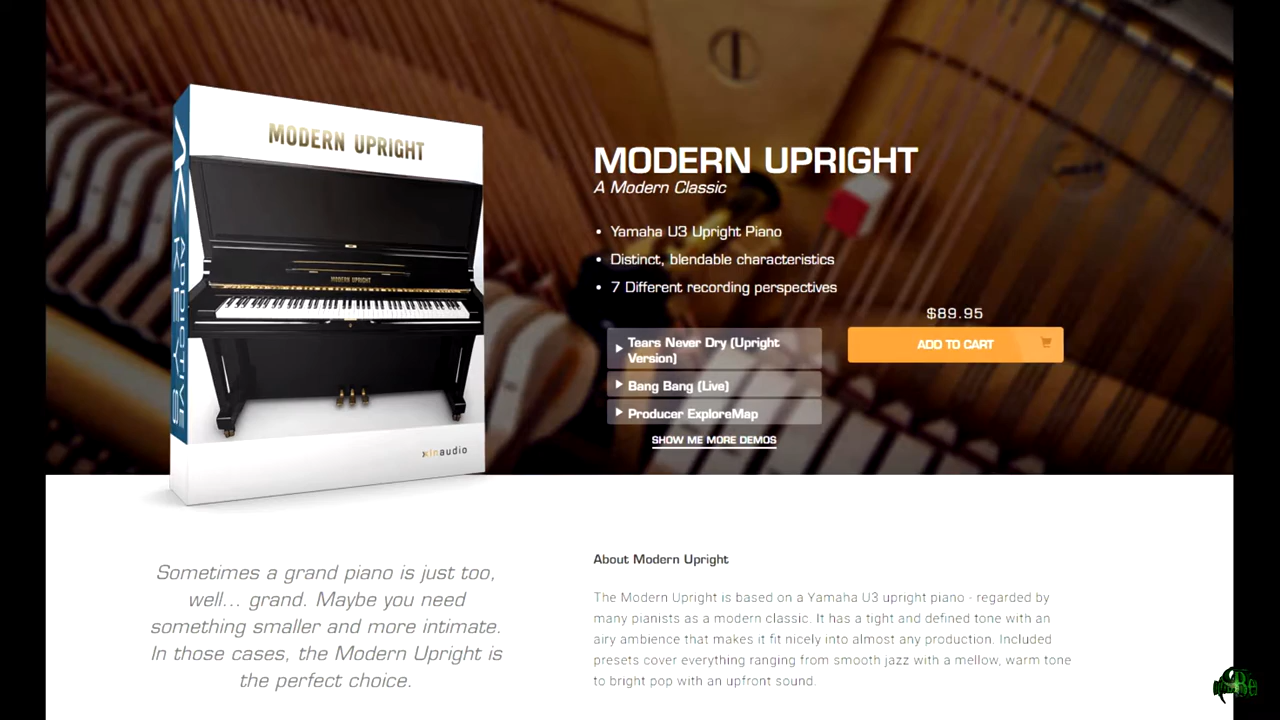 MODERN UPRIGHT
AK
ADDICTIVE
KEYS
MODERN UPRIGHT
xlnaudio
MODERN UPRIGHT
A Modern Classic
• Yamaha U3 Upright Piano
• Distinct, blendable characteristics
• 7 Different recording perspectives
$89.95
ADD TO CART
Tears Never Dry (Upright
Version)
Bang Bang (Live)
Producer ExploreMap
SHOW ME MORE DEMOS
Sometimes a grand piano is just too,
well... grand. Maybe you need
something smaller and more intimate.
In those cases, the Modern Upright is
the perfect choice.
About Modern Upright
The Modern Upright is based on a Yamaha U3 upright piano - regarded by
many pianists as a modern classic. It has a tight and defined tone with an
airy ambience that makes it fit nicely into almost any production. Included
presets cover everything ranging from smooth jazz with a mellow, warm tone
to bright pop with an upfront sound.